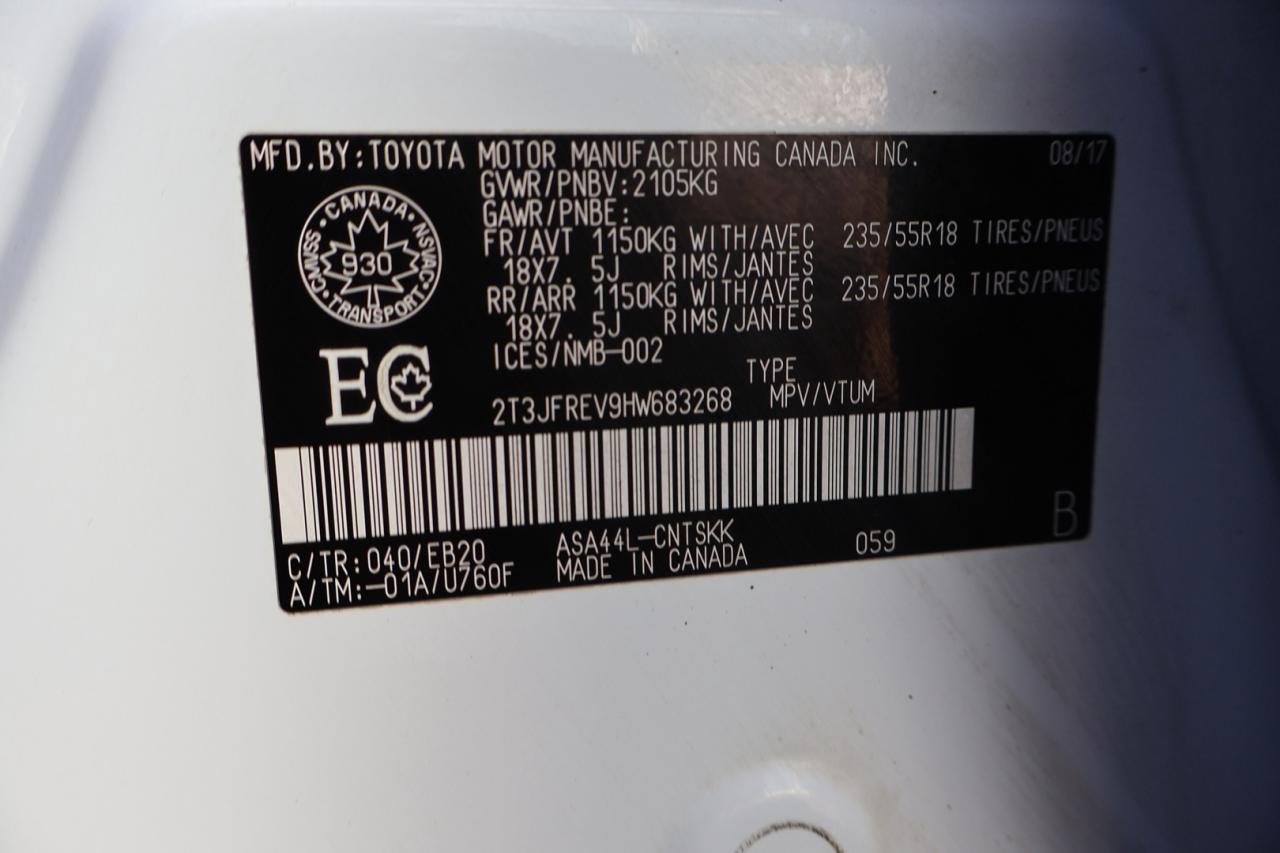 MFD.BY:TOYOTA MOTOR MANUFACTURING CANADA INC. 08/17
GVWR/PNBV:2105KG
GAWR/PNBE:
FR/AVT 1150KG WITH/AVEC 235/55R18 TIRES/PNEUS
18X7. 5J RIMS/JANTES
RR/ARR 1150KG WITH/AVEC 235/55R18 TIRES/PNEUS
18X7. 5J RIMS/JANTES
ICES/NMB-002
CANADA
CMVSS 930 NSVAC
TRANSPORT
EC
TYPE
2T3JFREV9HW683268 MPV/VTUM
C/TR:040/EB20 ASA44L-CNTSKK 059 B
A/TM:-01A/U760F MADE IN CANADA